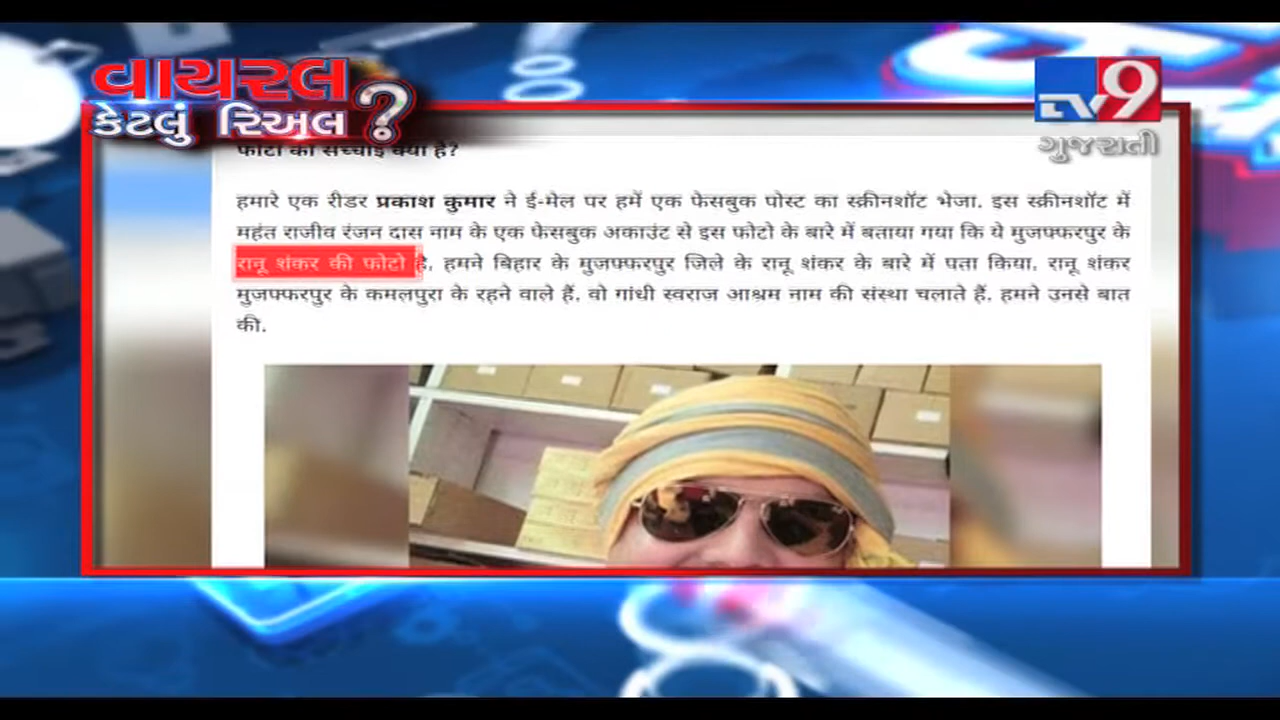 વાયરલ
કેટલું રિઅલ ?
TV9
ગુજરાતી
फोटो की सच्चाई क्या है?
हमारे एक रीडर प्रकाश कुमार ने ई-मेल पर हमें एक फेसबुक पोस्ट का स्क्रीनशॉट भेजा. इस स्क्रीनशॉट में
महंत राजीव रंजन दास नाम के एक फेसबुक अकाउंट से इस फोटो के बारे में बताया गया कि ये मुजफ्फरपुर के
रानू शंकर की फोटो है. हमने बिहार के मुजफ्फरपुर जिले के रानू शंकर के बारे में पता किया. रानू शंकर
मुजफ्फरपुर के कमलपुरा के रहने वाले हैं. वो गांधी स्वराज आश्रम नाम की संस्था चलाते हैं. हमने उनसे बात
की.